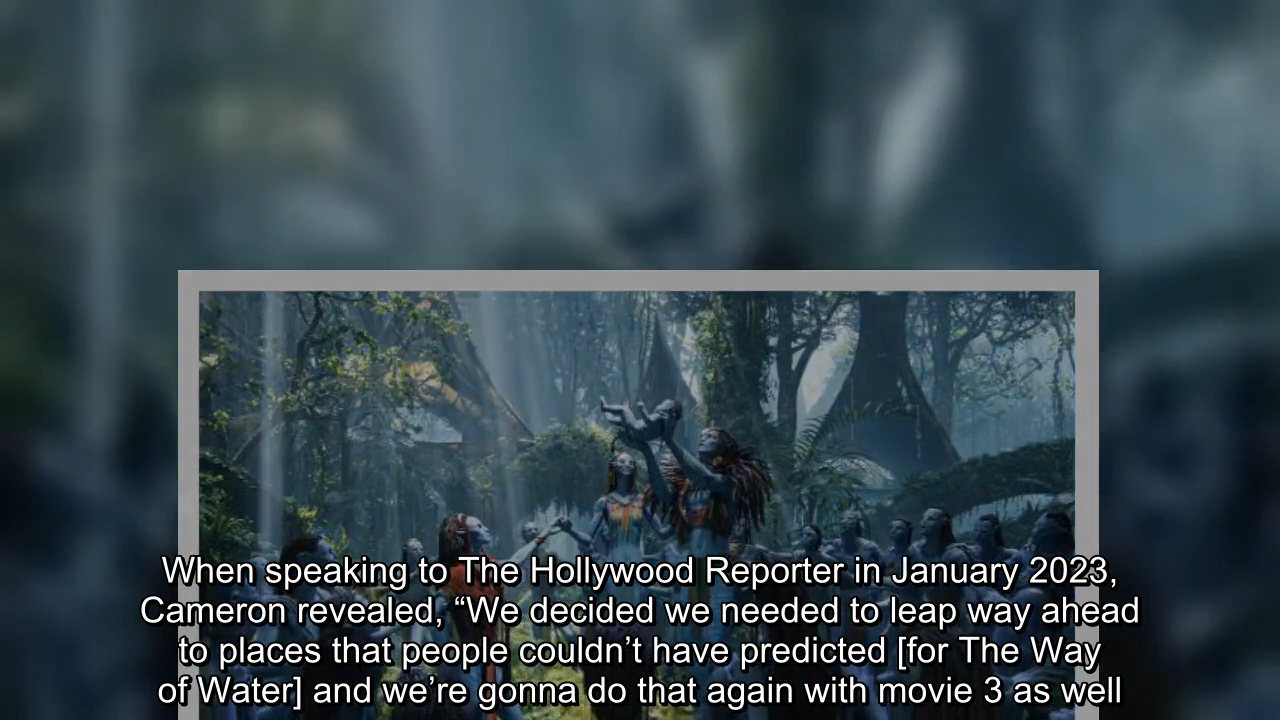 When speaking to The Hollywood Reporter in January 2023,
Cameron revealed, “We decided we needed to leap way ahead
to places that people couldn’t have predicted [for The Way
of Water] and we’re gonna do that again with movie 3 as well